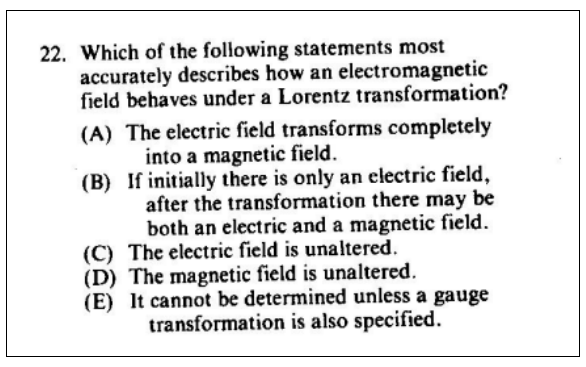 22. Which of the following statements most
accurately describes how an electromagnetic
field behaves under a Lorentz transformation?
(A) The electric field transforms completely
into a magnetic field.
(B) If initially there is only an electric field,
after the transformation there may be
both an electric and a magnetic field.
(C) The electric field is unaltered.
(D) The magnetic field is unaltered.
(E) It cannot be determined unless a gauge
transformation is also specified.